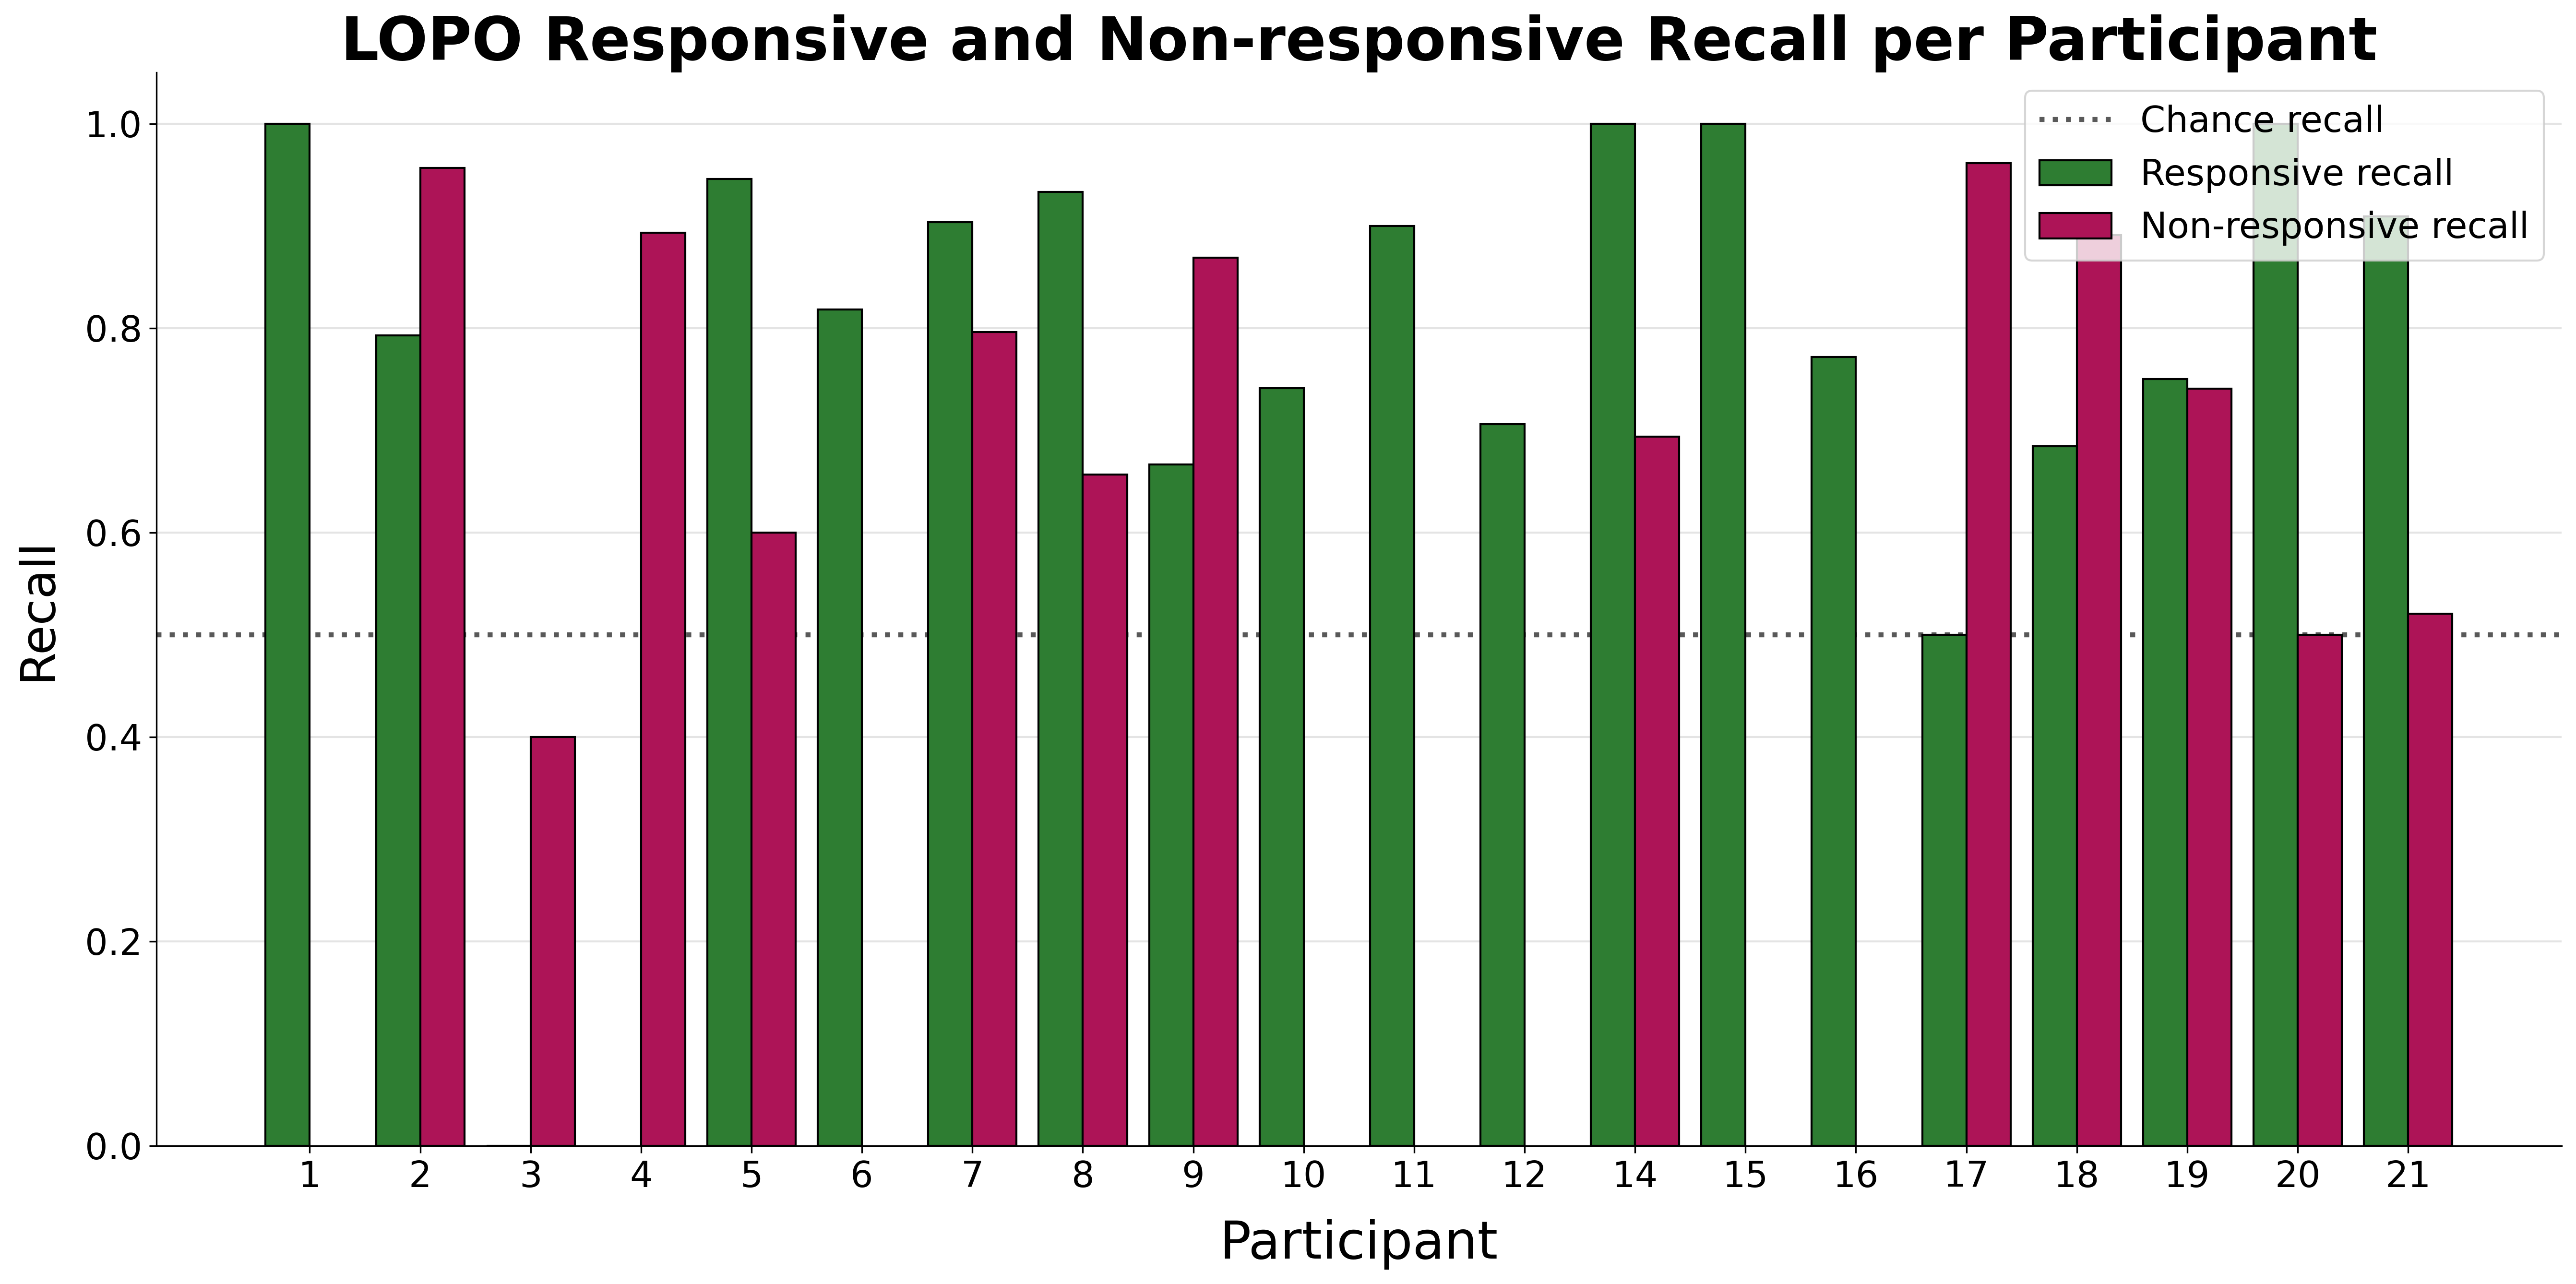 LOPO Responsive and Non-responsive Recall per Participant
Chance recall
Responsive recall
Non-responsive recall
1.0
0.8
0.6
0.4
0.2
0.0
Recall
1 2 3 4 5 6 7 8 9 10 11 12 14 15 16 17 18 19 20 21
Participant